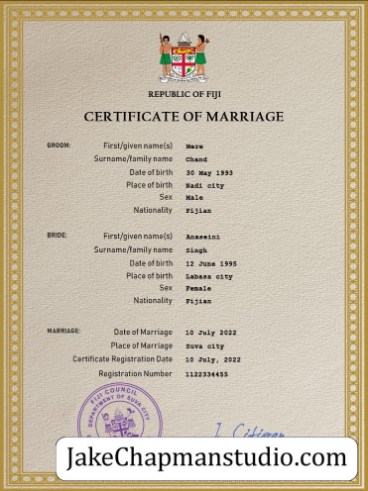 REPUBLIC OF FIJI
CERTIFICATE OF MARRIAGE
GROOM: First/given name(s) Mere
Surname/family name Chand
Date of birth 30 May 1993
Place of birth Nadi city
Sex Male
Nationality Fijian
BRIDE: First/given name(s) Anaseini
Surname/family name Singh
Date of birth 12 June 1995
Place of birth Labasa city
Sex Female
Nationality Fijian
MARRIAGE: Date of Marriage 10 July 2022
Place of Marriage Suva city
Certificate Registration Date 10 July, 2022
Registration Number 1122334455
FIJI COUNCIL
DEPARTMENT OF SUVA CITY
JakeChapmanstudio.com